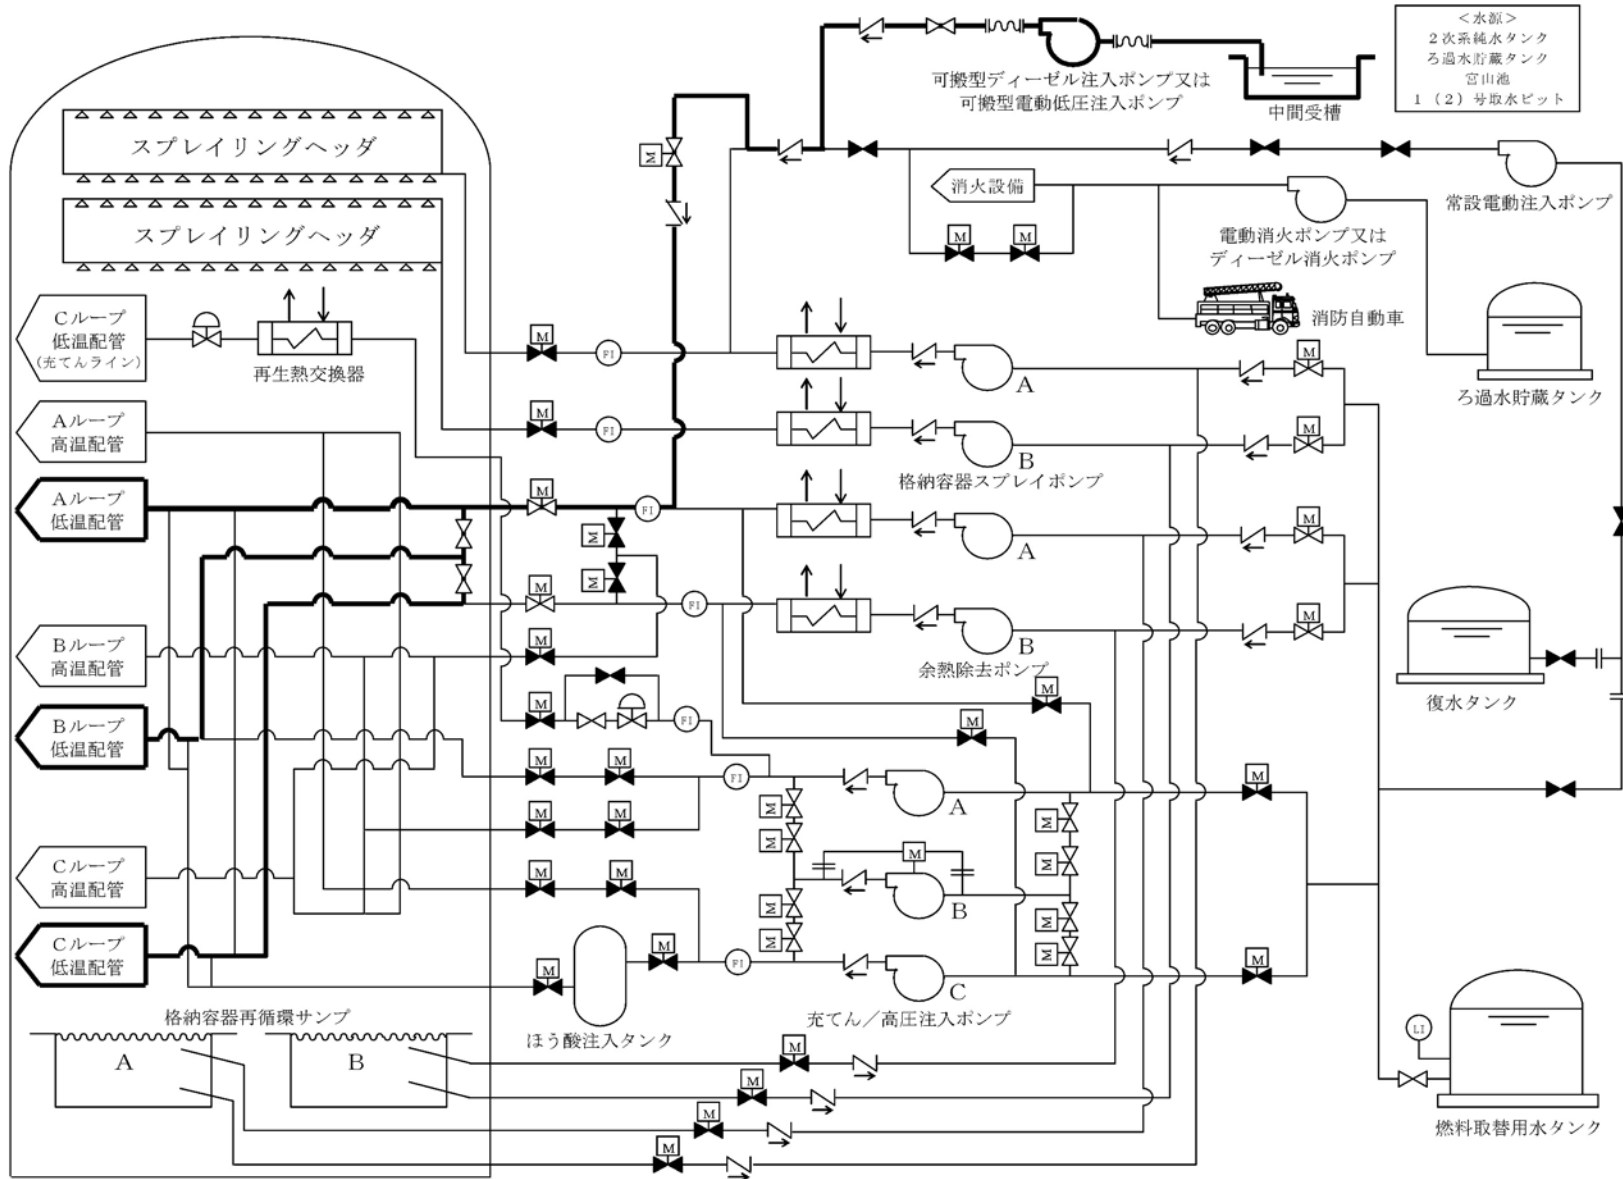 <水源>
2次系純水タンク
ろ過水貯蔵タンク
宮山池
1(2)号取水ピット
可搬型ディーゼル注入ポンプ又は
可搬型電動低圧注入ポンプ
中間受槽
スプレイリングヘッダ
スプレイリングヘッダ
M
消火設備
常設電動注入ポンプ
M
M
電動消火ポンプ又は
ディーゼル消火ポンプ
消防自動車
ろ過水貯蔵タンク
Cループ
低温配管
(充てんライン)
再生熱交換器
M
FI
A
M
Aループ
高温配管
M
FI
B
M
格納容器スプレイポンプ
Aループ
低温配管
M
FI
M
A
M
M
M
FI
B
M
余熱除去ポンプ
Bループ
高温配管
M
M
復水タンク
Bループ
低温配管
M
FI
M
M
M
FI
A
M
M
M
M
M
M
M
M
B
Cループ
高温配管
M
M
M
M
M
M
Cループ
低温配管
M
M
FI
C
M
ほう酸注入タンク
充てん/高圧注入ポンプ
格納容器再循環サンプ
A
B
M
M
M
M
LI
燃料取替用水タンク